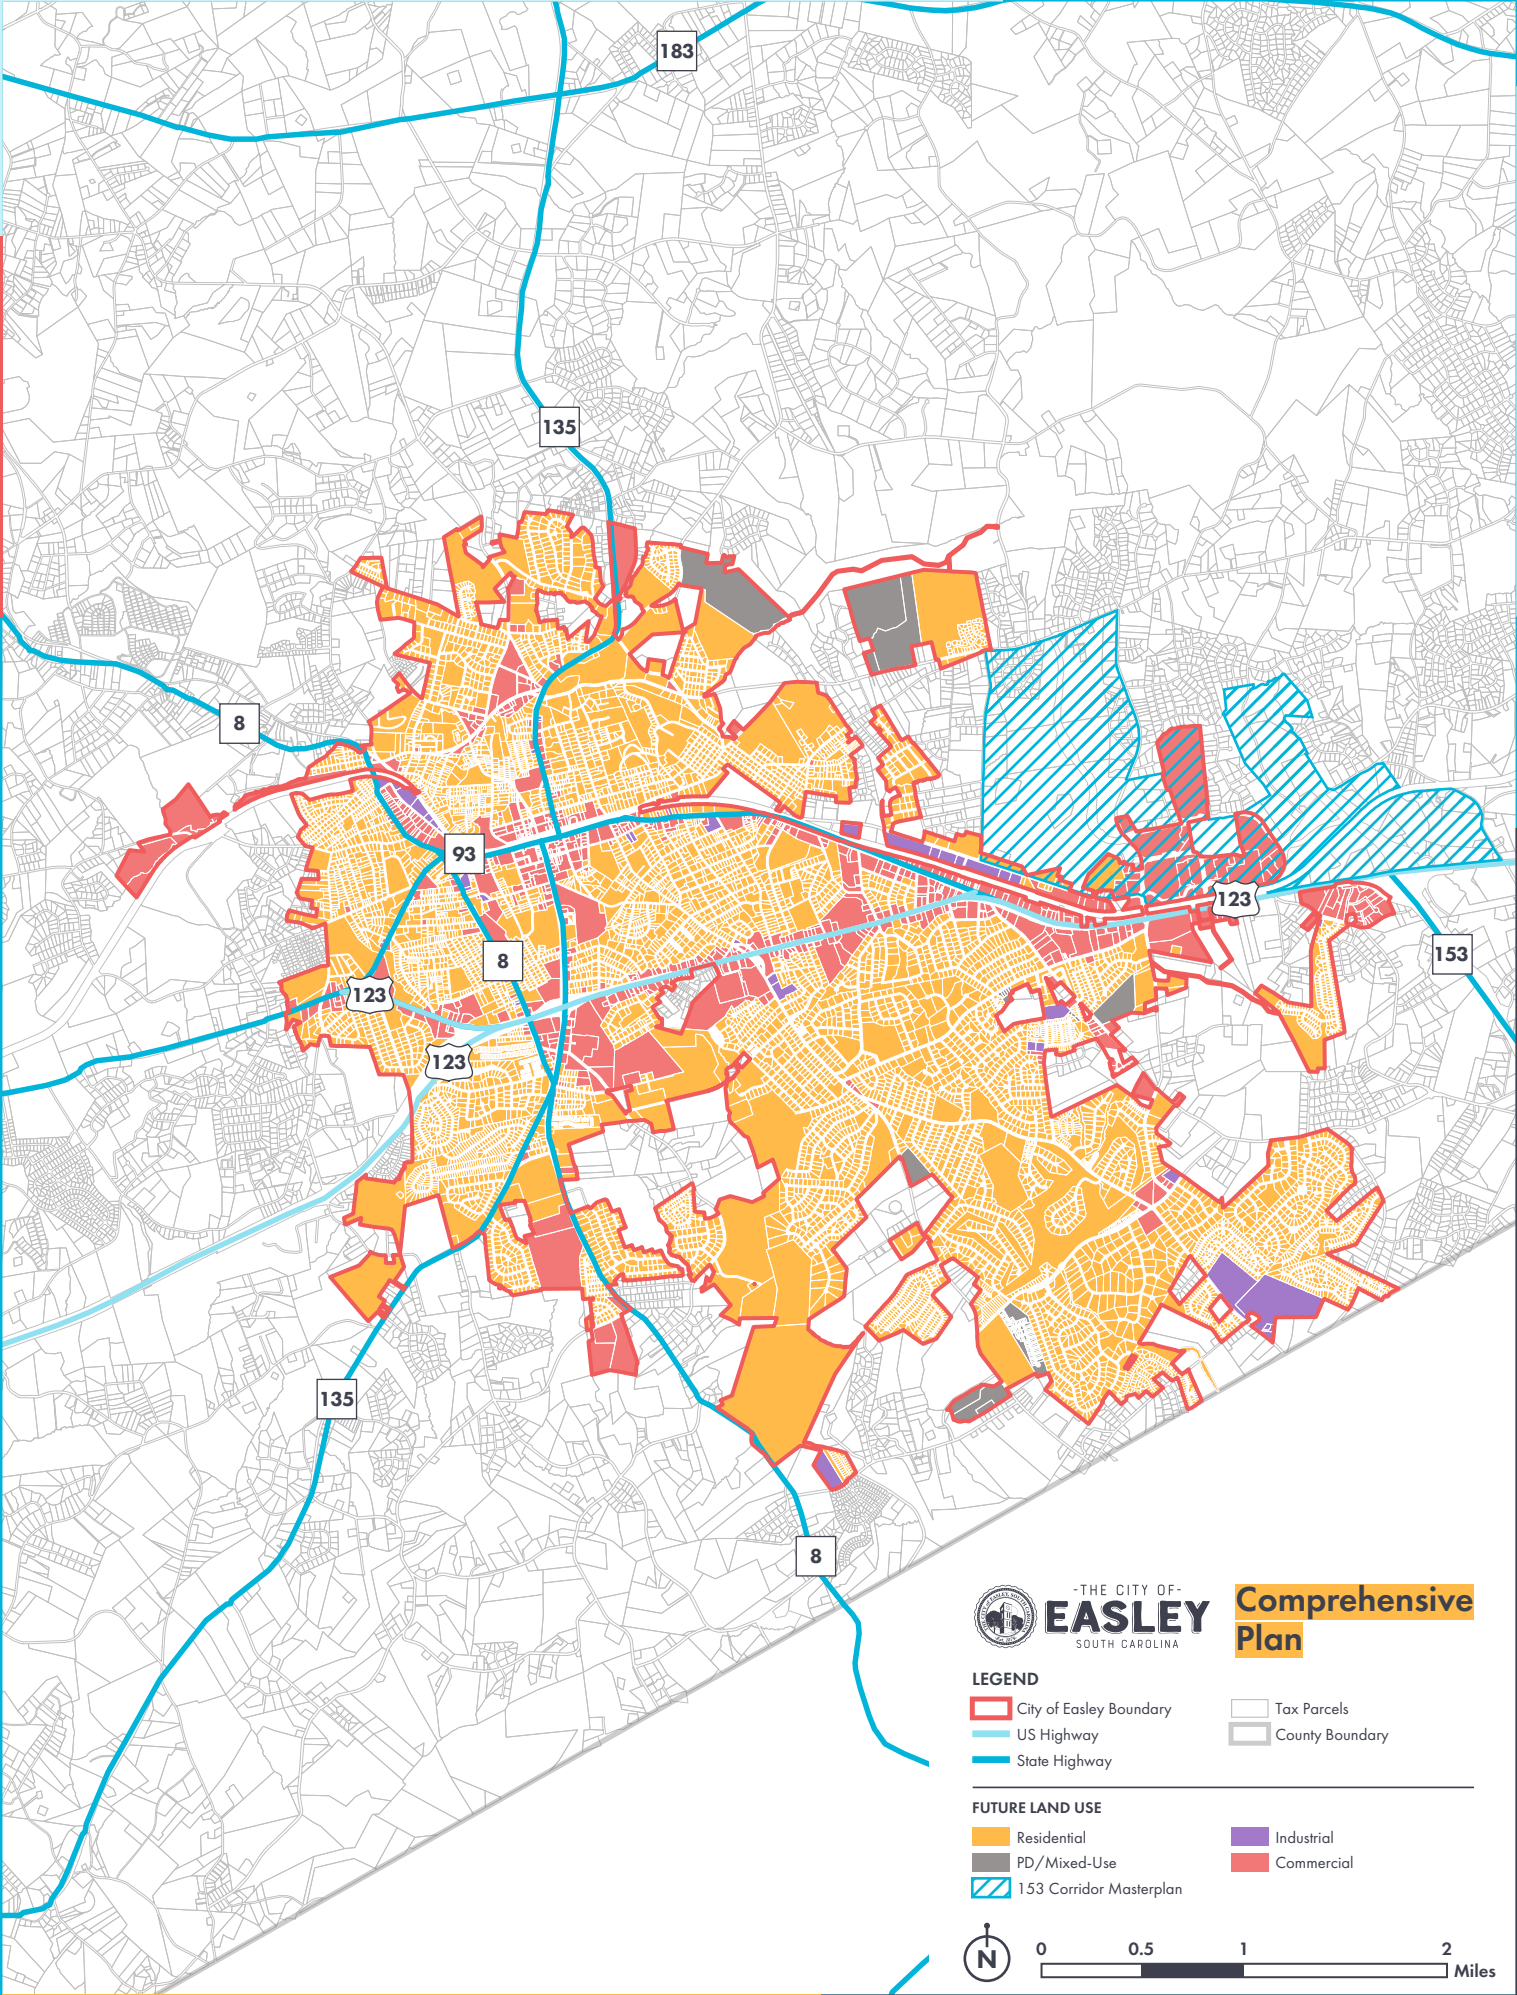 183
135
8
93
8
123
123
123
153
135
8
-THE CITY OF-
EASLEY
SOUTH CAROLINA
Comprehensive
Plan
LEGEND
City of Easley Boundary
Tax Parcels
US Highway
County Boundary
State Highway
FUTURE LAND USE
Residential
Industrial
PD/Mixed-Use
Commercial
153 Corridor Masterplan
N
0 0.5 1 2
Miles